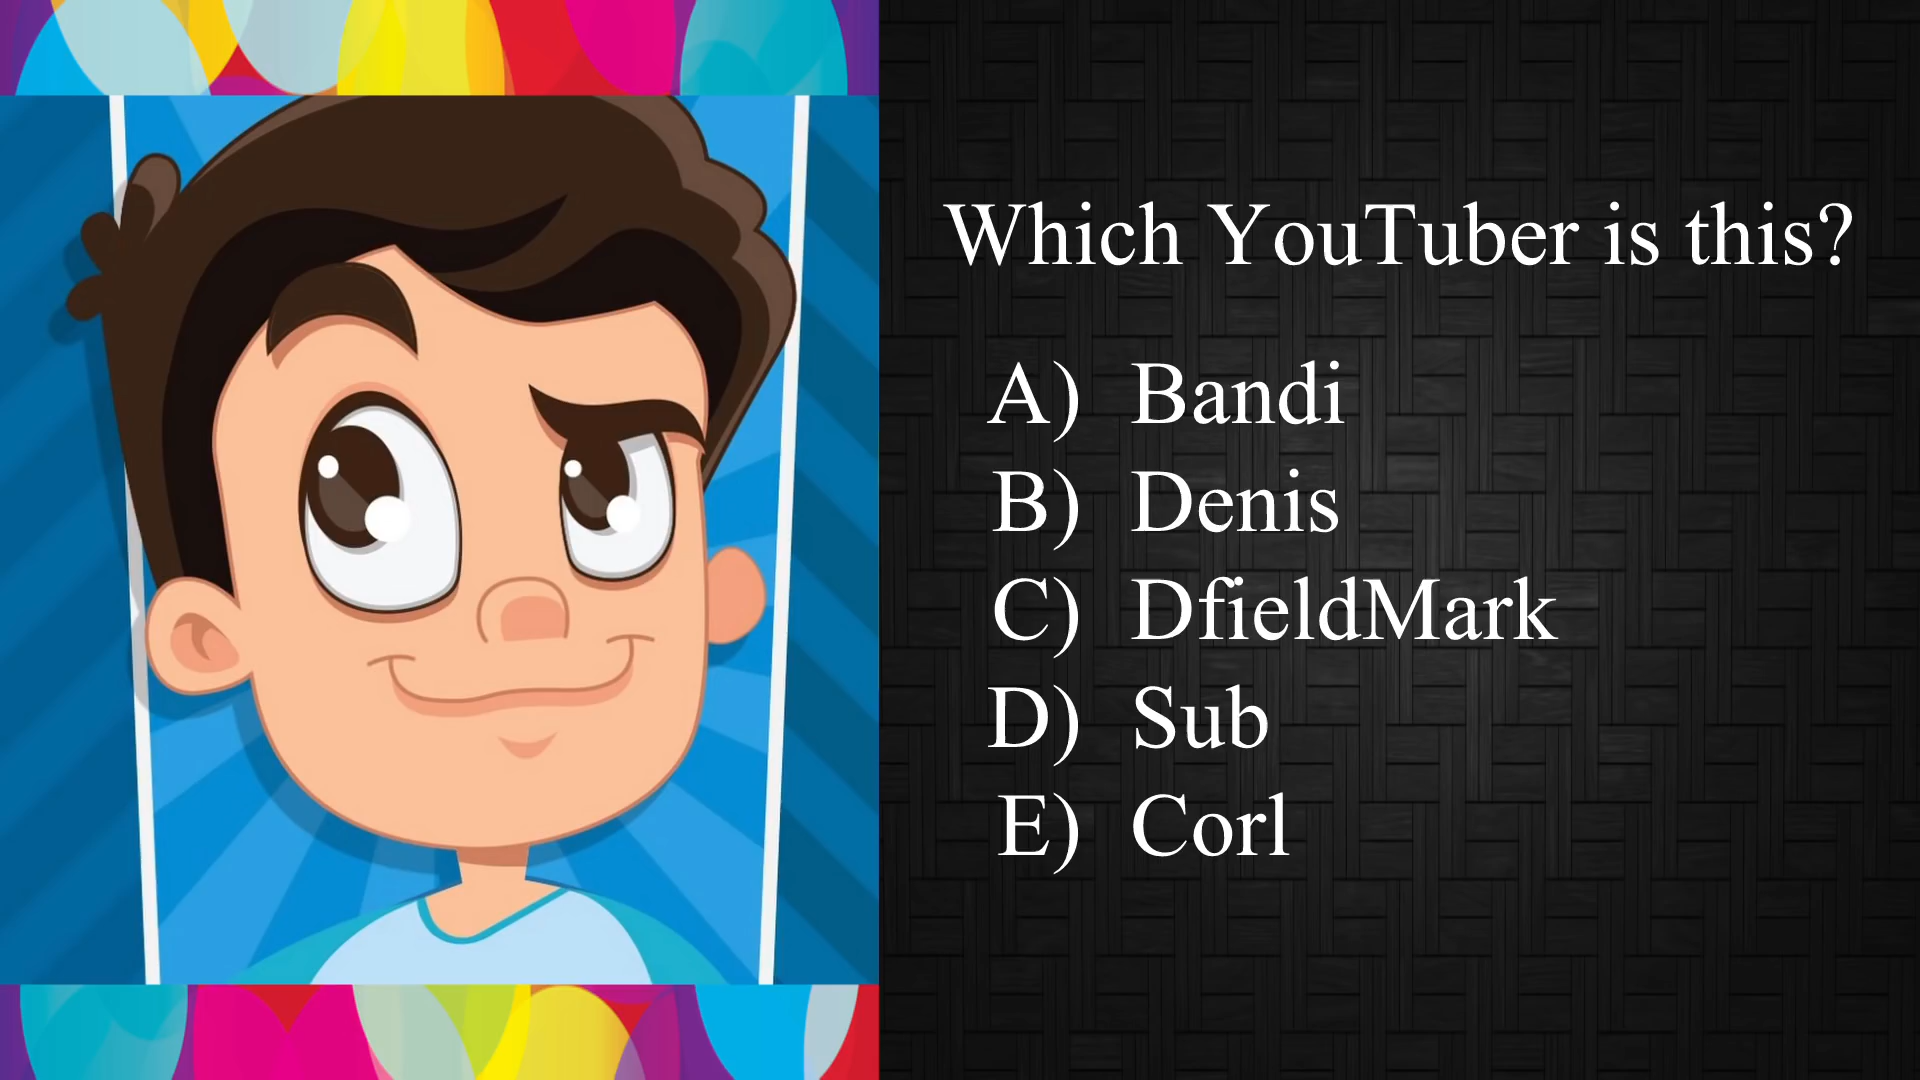 Which YouTuber is this?
A) Bandi
B) Denis
C) DfieldMark
D) Sub
E) Corl